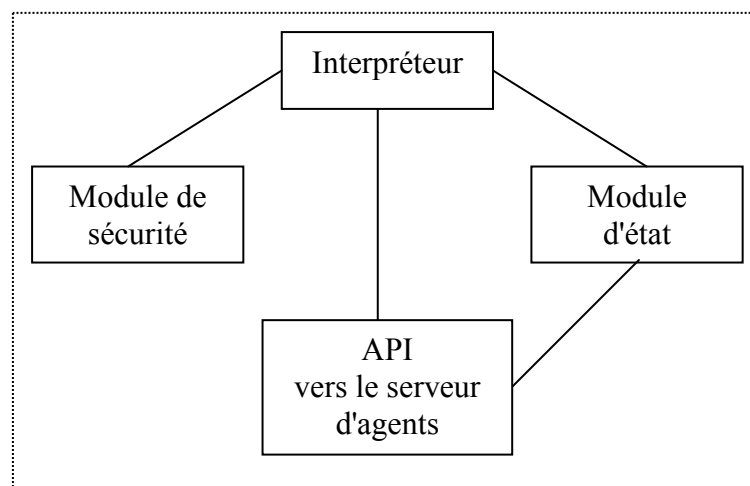 Interpréteur
Module de
sécurité
Module
d'état
API
vers le serveur
d'agents